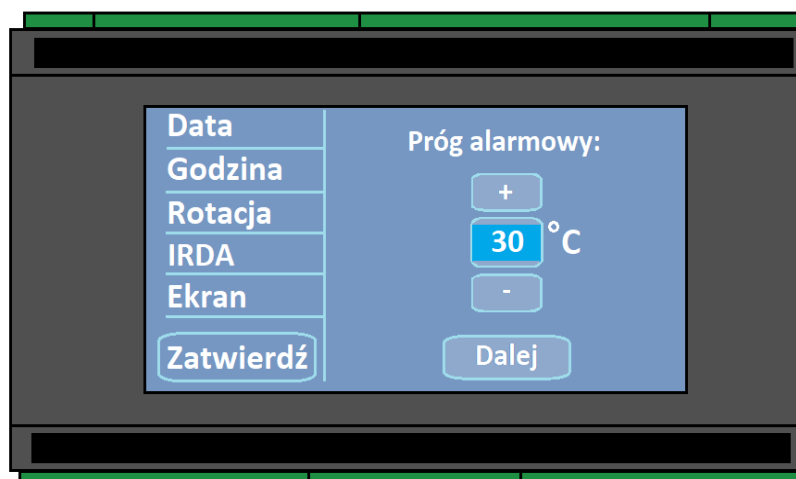 Data
Godzina
Rotacja
IRDA
Ekran
Zatwierdź
Próg alarmowy:
+
30 °C
-
Dalej